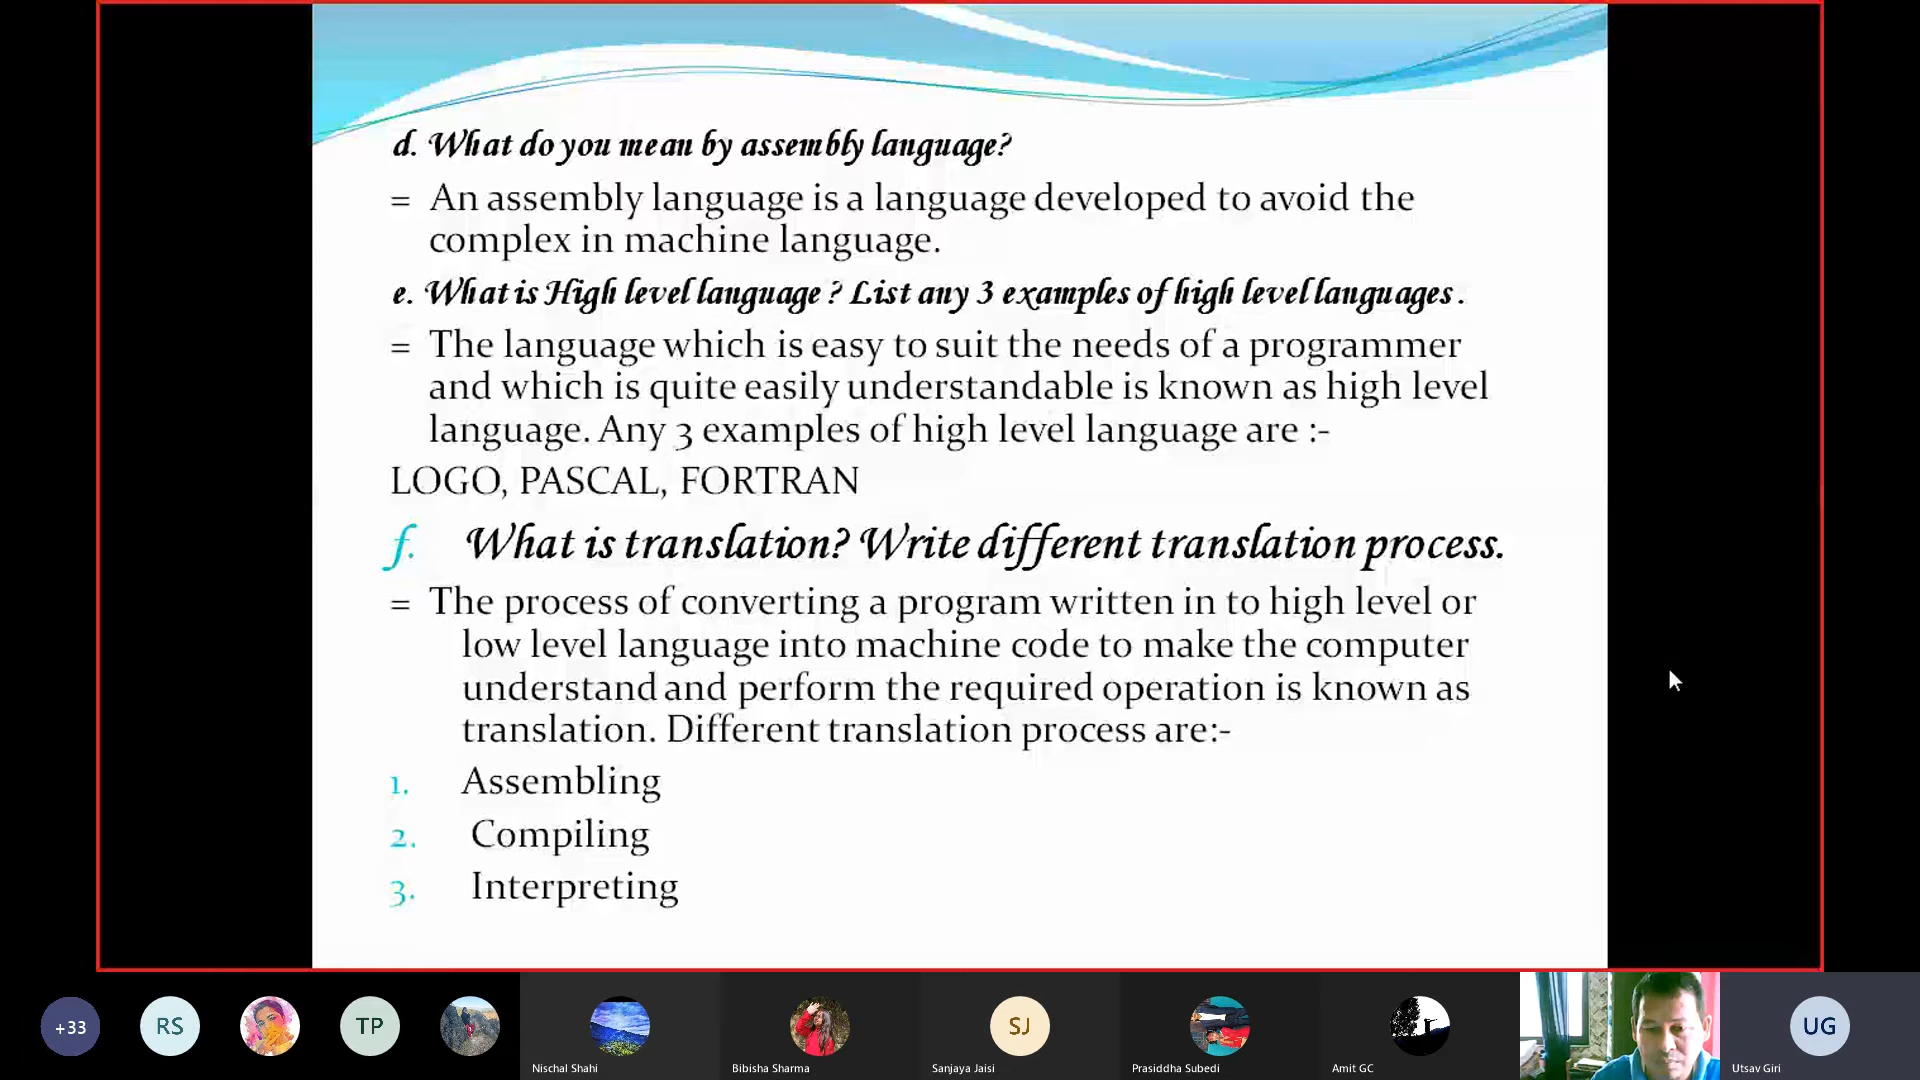 d. What do you mean by assembly language?
= An assembly language is a language developed to avoid the
complex in machine language.
e. What is High level language ? List any 3 examples of high level languages .
= The language which is easy to suit the needs of a programmer
and which is quite easily understandable is known as high level
language. Any 3 examples of high level language are :-
LOGO, PASCAL, FORTRAN
f. What is translation? Write different translation process.
= The process of converting a program written in to high level or
low level language into machine code to make the computer
understand and perform the required operation is known as
translation. Different translation process are:-
1. Assembling
2. Compiling
3. Interpreting
+33 RS TP SJ UG
Nischal Shahi Bibisha Sharma Sanjaya Jaisi Prasiddha Subedi Amit GC Utsav Giri